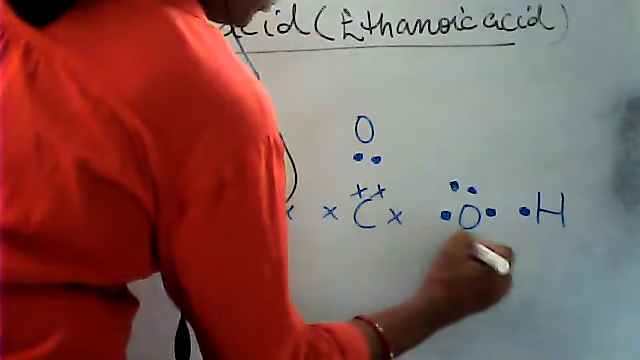 acid (Ethanoic acid)
O
x x
x C x O H